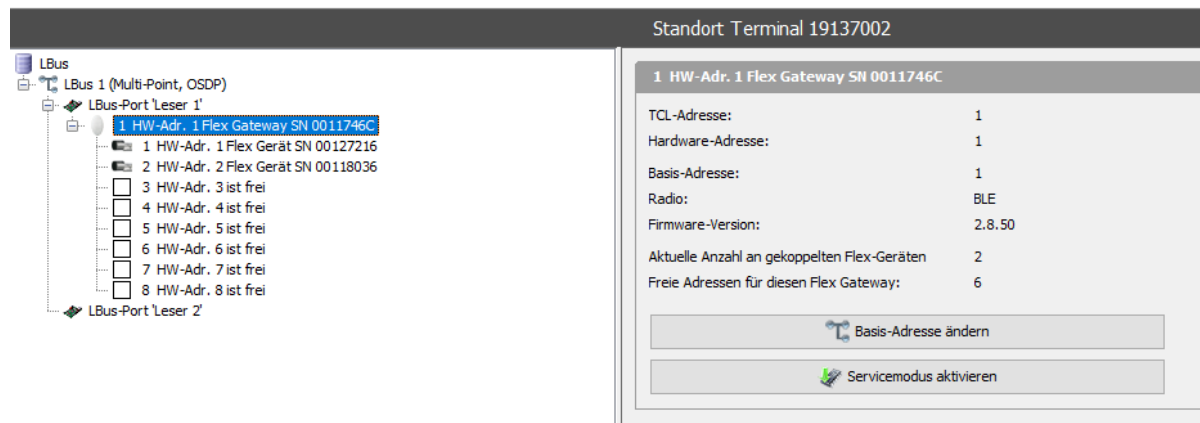 Standort Terminal 19137002
LBus
LBus 1 (Multi-Point, OSDP)
LBus-Port 'Leser 1'
1 HW-Adr. 1 Flex Gateway SN 0011746C
1 HW-Adr. 1 Flex Gerät SN 00127216
2 HW-Adr. 2 Flex Gerät SN 00118036
3 HW-Adr. 3 ist frei
4 HW-Adr. 4 ist frei
5 HW-Adr. 5 ist frei
6 HW-Adr. 6 ist frei
7 HW-Adr. 7 ist frei
8 HW-Adr. 8 ist frei
LBus-Port 'Leser 2'
1 HW-Adr. 1 Flex Gateway SN 0011746C
TCL-Adresse: 1
Hardware-Adresse: 1
Basis-Adresse: 1
Radio: BLE
Firmware-Version: 2.8.50
Aktuelle Anzahl an gekoppelten Flex-Geräten 2
Freie Adressen für diesen Flex Gateway: 6
Basis-Adresse ändern
Servicemodus aktivieren